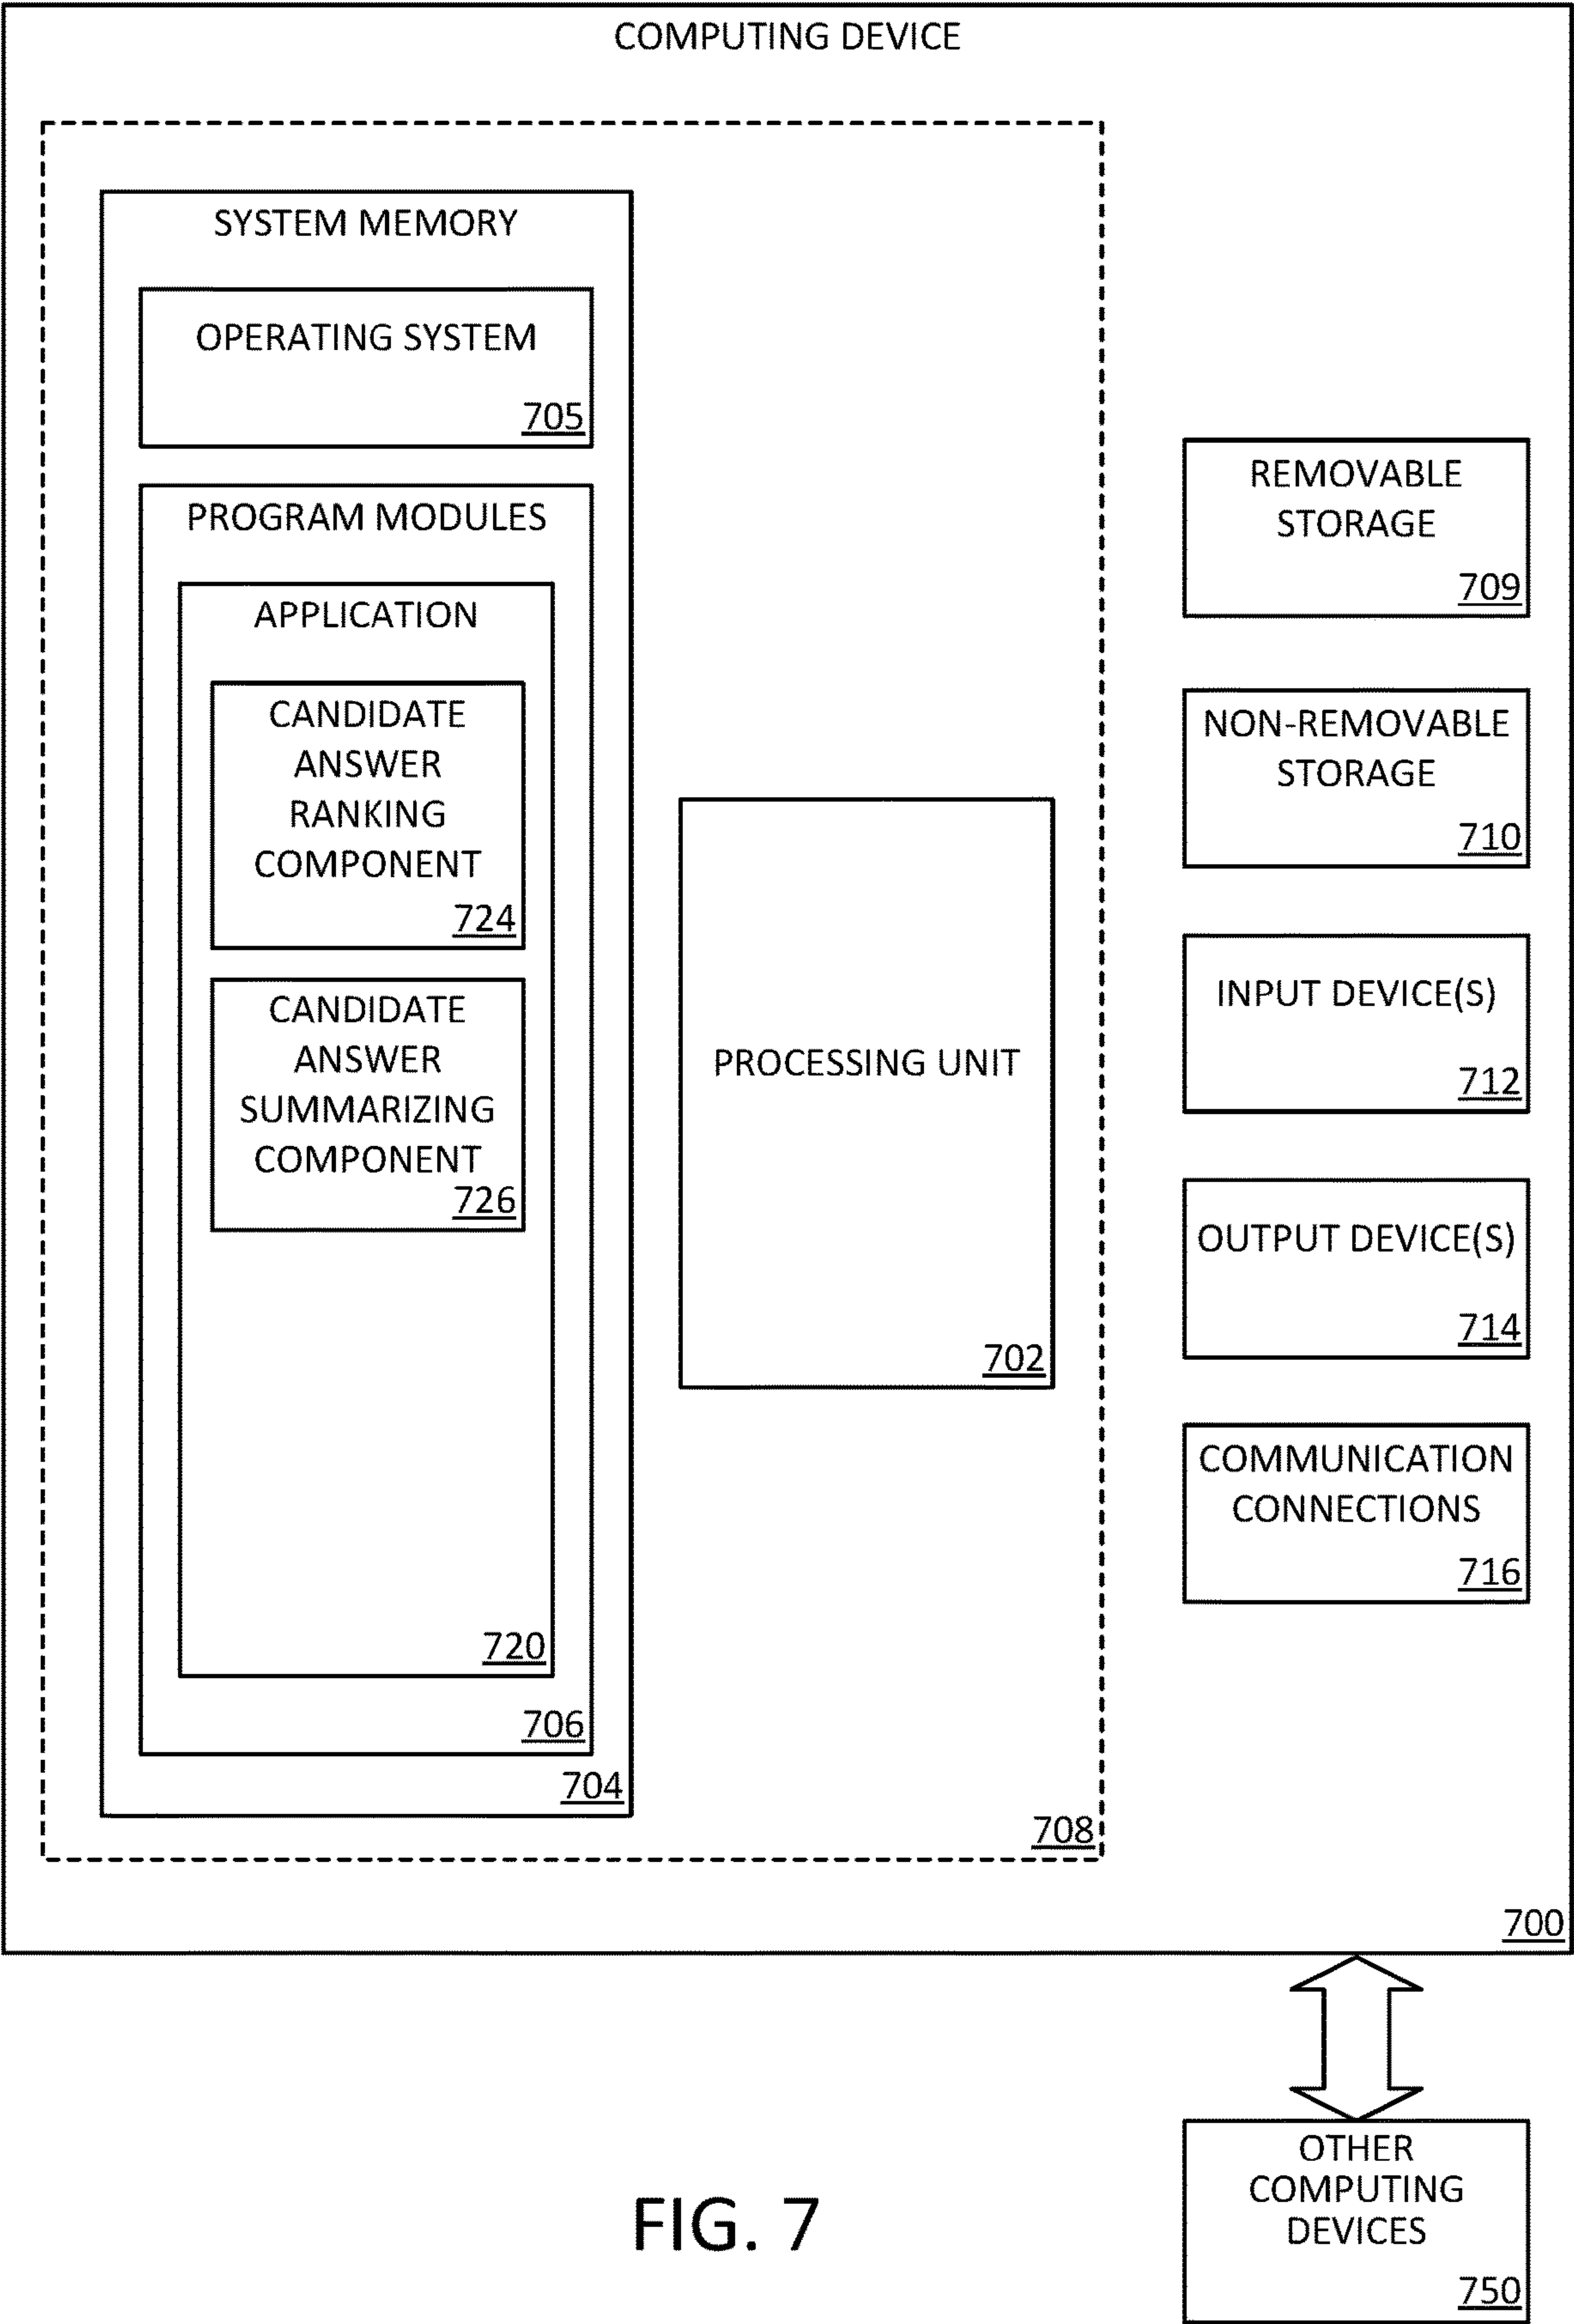 COMPUTING DEVICE
SYSTEM MEMORY
OPERATING SYSTEM
705
PROGRAM MODULES
APPLICATION
CANDIDATE
ANSWER
RANKING
COMPONENT
724
CANDIDATE
ANSWER
SUMMARIZING
COMPONENT
726
720
706
704
PROCESSING UNIT
702
708
REMOVABLE
STORAGE
709
NON-REMOVABLE
STORAGE
710
INPUT DEVICE(S)
712
OUTPUT DEVICE(S)
714
COMMUNICATION
CONNECTIONS
716
700
OTHER
COMPUTING
DEVICES
750
FIG. 7